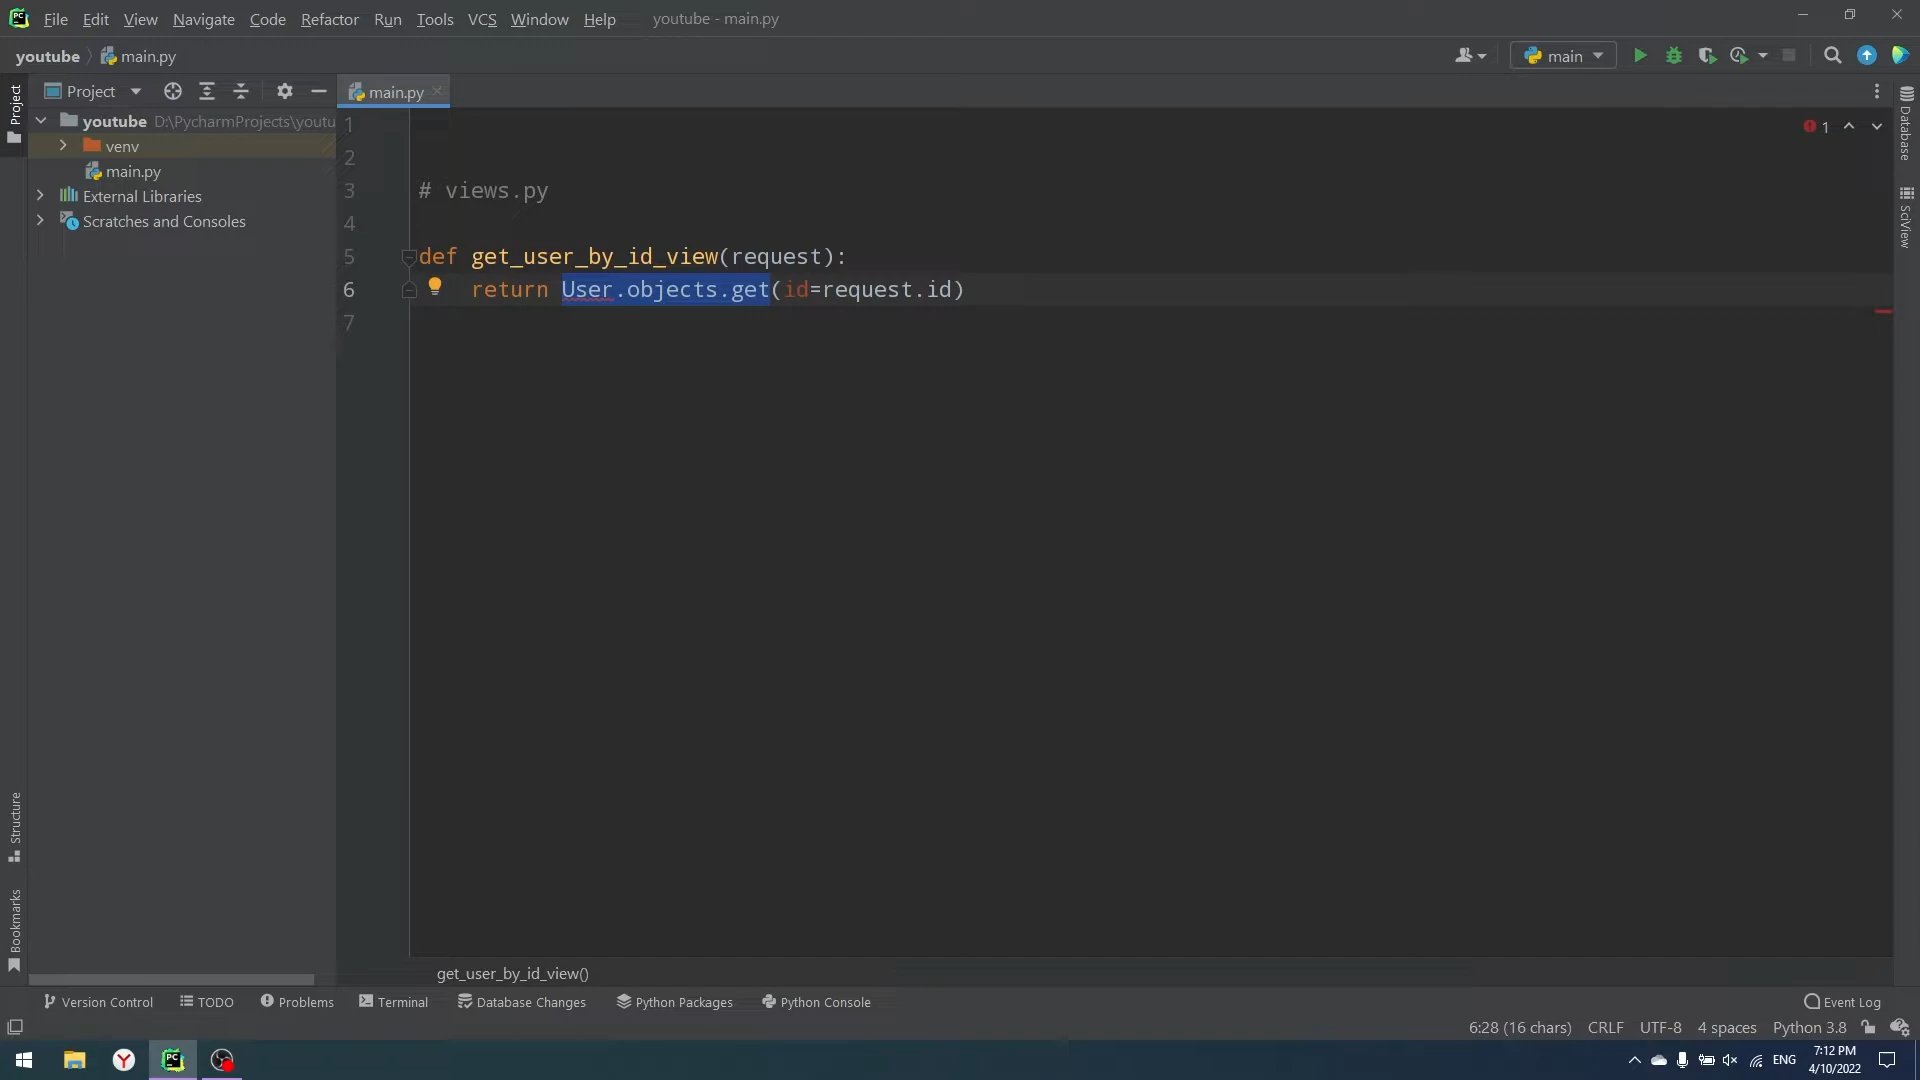 File Edit View Navigate Code Refactor Run Tools VCS Window Help youtube - main.py
youtube main.py main
Project main.py
Project
youtube D:\PycharmProjects\youtu
venv
main.py
External Libraries
Scratches and Consoles
1
2
3 # views.py
4
5 def get_user_by_id_view(request):
6 return User.objects.get(id=request.id)
7
1
Database
SciView
Structure
Bookmarks
get_user_by_id_view()
Version Control TODO Problems Terminal Database Changes Python Packages Python Console Event Log
6:28 (16 chars) CRLF UTF-8 4 spaces Python 3.8
ENG 7:12 PM
4/10/2022